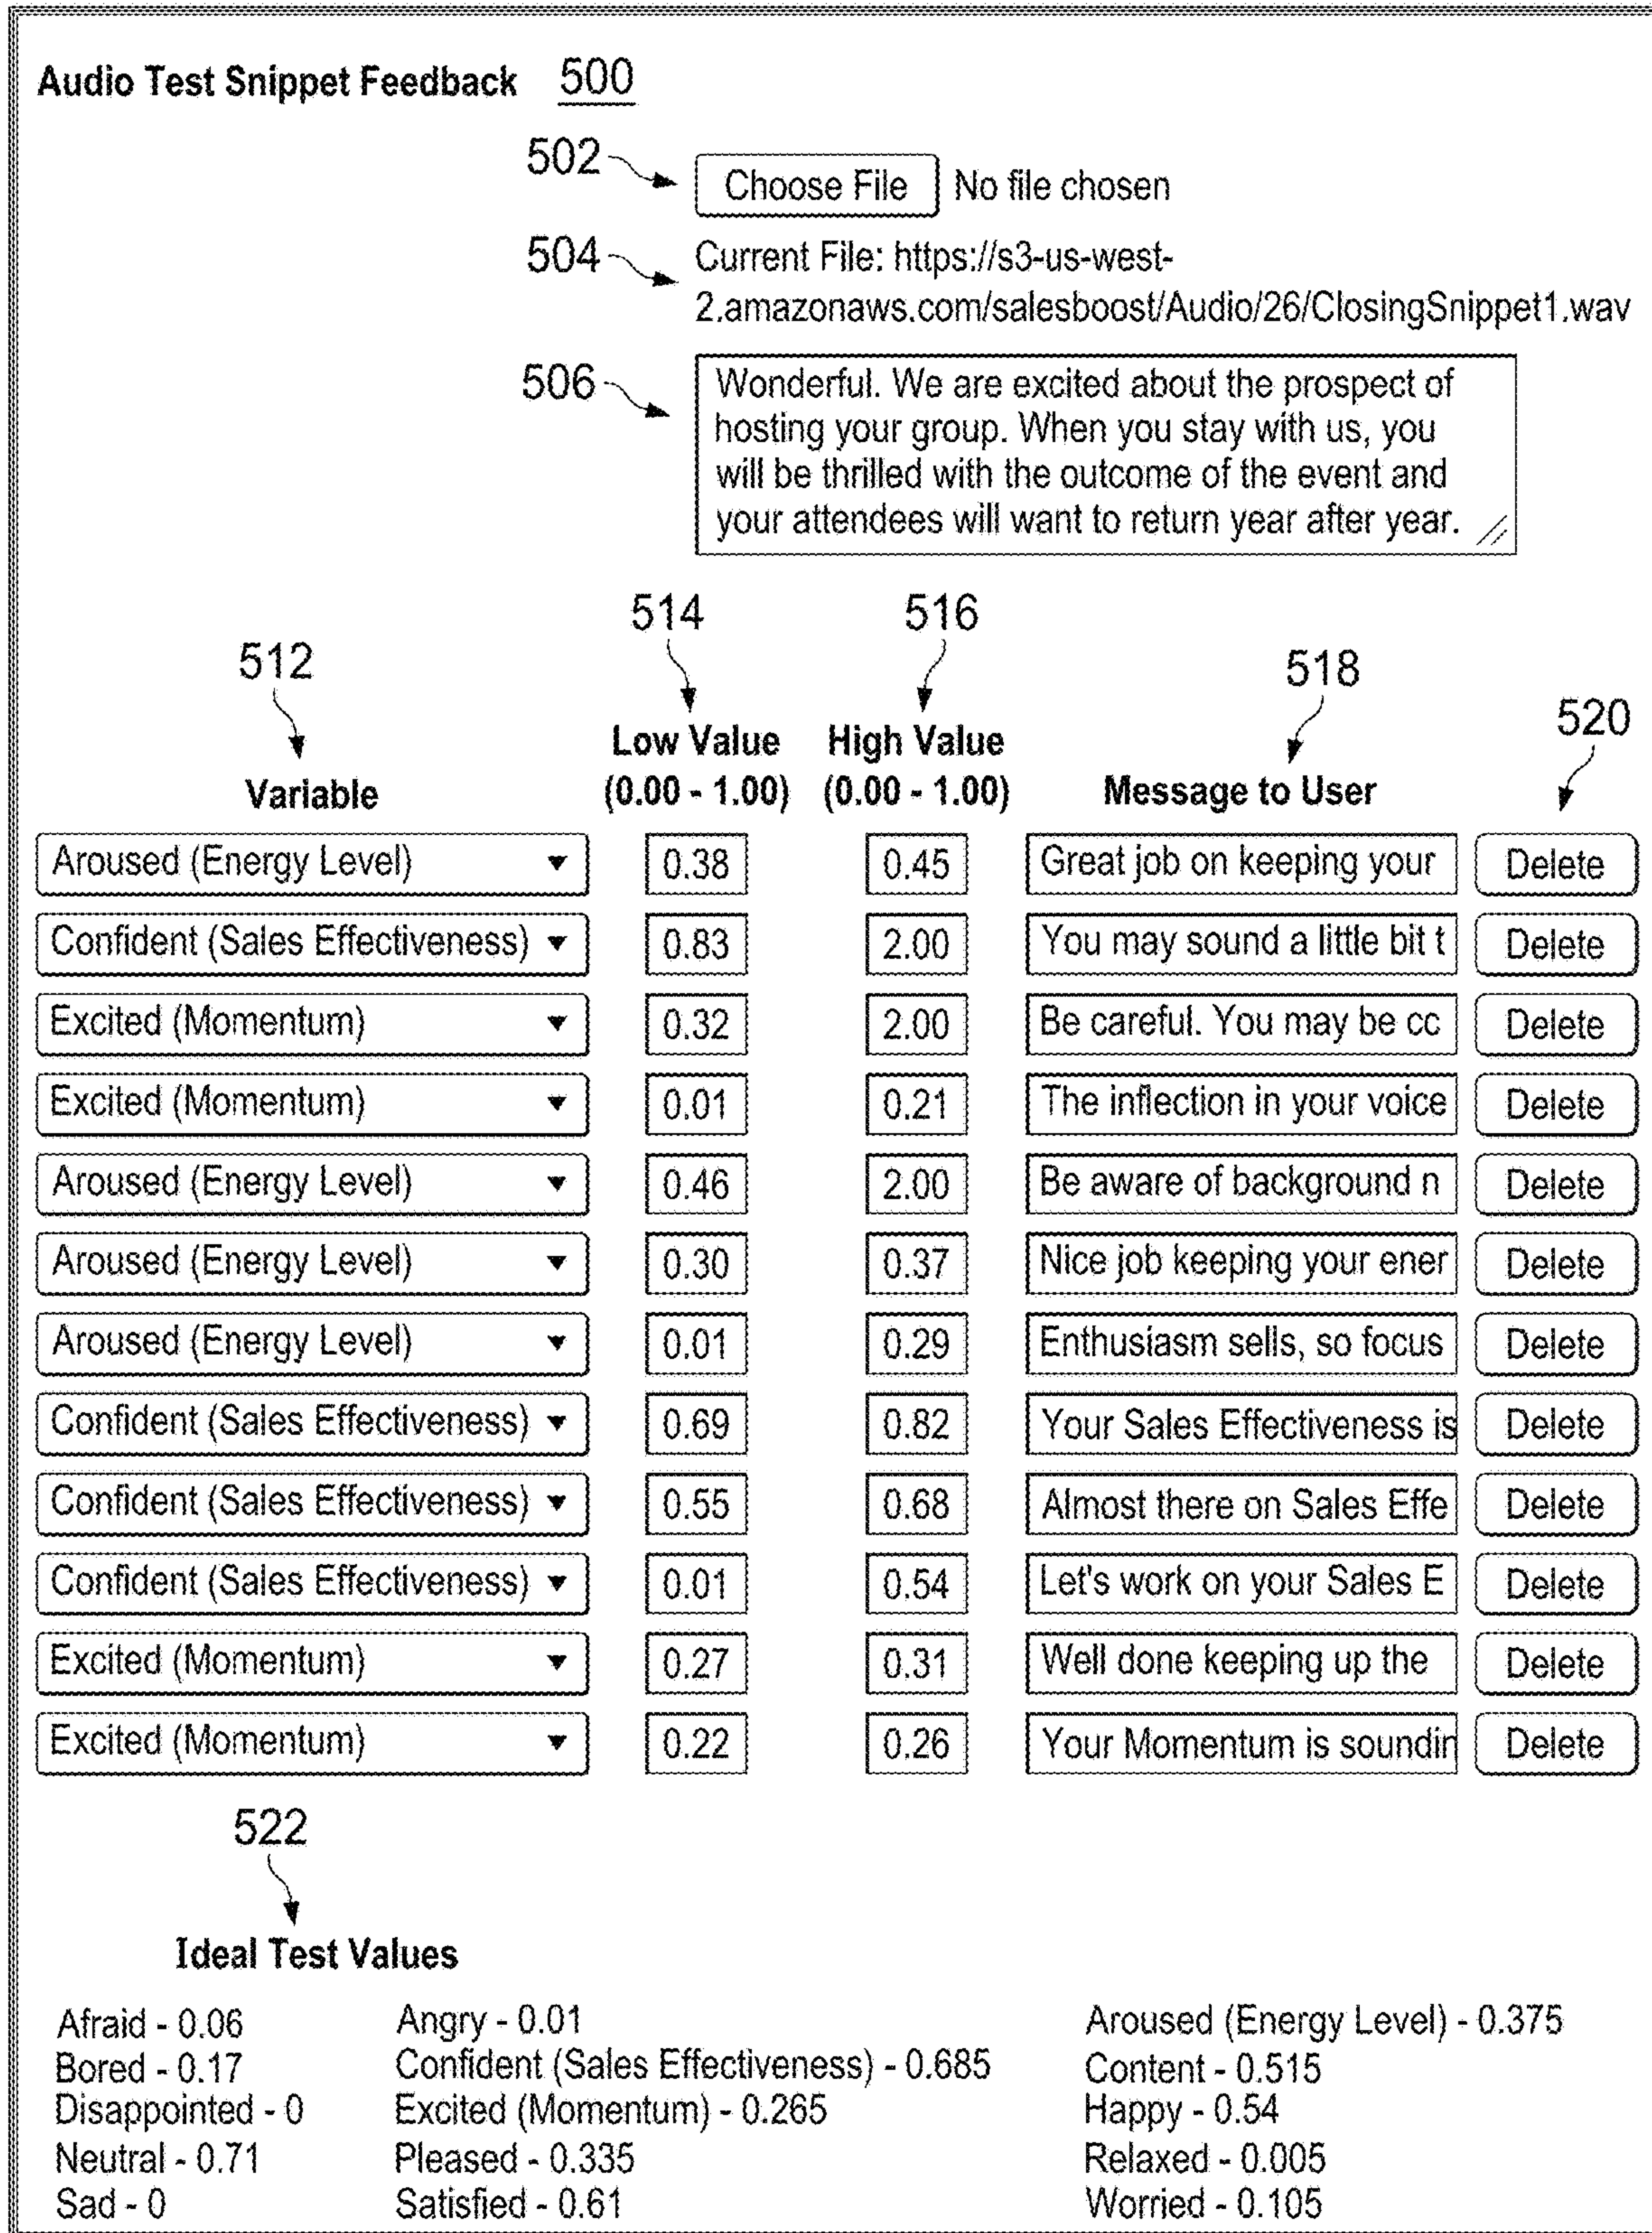 Audio Test Snippet Feedback 500
502 Choose File No file chosen
504 Current File: https://s3-us-west-
2.amazonaws.com/salesboost/Audio/26/ClosingSnippet1.wav
506 Wonderful. We are excited about the prospect of
hosting your group. When you stay with us, you
will be thrilled with the outcome of the event and
your attendees will want to return year after year.
514 516
512 518
520
Low Value High Value
Variable (0.00 - 1.00) (0.00 - 1.00) Message to User
Aroused (Energy Level) 0.38 0.45 Great job on keeping your Delete
Confident (Sales Effectiveness) 0.83 2.00 You may sound a little bit t Delete
Excited (Momentum) 0.32 2.00 Be careful. You may be cc Delete
Excited (Momentum) 0.01 0.21 The inflection in your voice Delete
Aroused (Energy Level) 0.46 2.00 Be aware of background n Delete
Aroused (Energy Level) 0.30 0.37 Nice job keeping your ener Delete
Aroused (Energy Level) 0.01 0.29 Enthusiasm sells, so focus Delete
Confident (Sales Effectiveness) 0.69 0.82 Your Sales Effectiveness is Delete
Confident (Sales Effectiveness) 0.55 0.68 Almost there on Sales Effe Delete
Confident (Sales Effectiveness) 0.01 0.54 Let's work on your Sales E Delete
Excited (Momentum) 0.27 0.31 Well done keeping up the Delete
Excited (Momentum) 0.22 0.26 Your Momentum is soundin Delete
522
Ideal Test Values
Afraid - 0.06 Angry - 0.01 Aroused (Energy Level) - 0.375
Bored - 0.17 Confident (Sales Effectiveness) - 0.685 Content - 0.515
Disappointed - 0 Excited (Momentum) - 0.265 Happy - 0.54
Neutral - 0.71 Pleased - 0.335 Relaxed - 0.005
Sad - 0 Satisfied - 0.61 Worried - 0.105